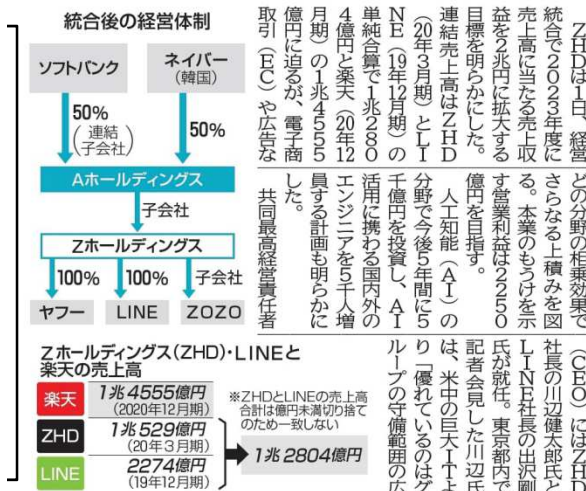 ZHDは1日、経営
統合で2023年度に
売上高に当たる売上収
益を2兆円に拡大する
目標を明らかにした。
連結売上高はZHD
(20年3月期)とLI
NE(19年12月期)の
単純合算で1兆280
4億円と楽天(20年12
月期)の1兆4555
億円に迫るが、電子商
取引(EC)や広告な
どの分野の相乗効果で
さらなる上積みを図
る。本業のもうけを示
す営業利益は2250
億円を目指す。
人工知能(AI)の
分野で今後5年間に5
千億円を投資し、AI
活用に携わる国内外の
エンジニアを5千人増
員する計画も明らかに
した。
共同最高経営責任者
(CEO)にはZHD
社長の川辺健太郎氏と
LINE社長の出沢剛
氏が就任。東京都内で
記者会見した川辺氏
は、米中の巨大ITよ
り「優れているのはグ
ループの守備範囲の広
統合後の経営体制
ソフトバンク
ネイバー
(韓国)
50%
(連結
子会社)
50%
Aホールディングス
子会社
Zホールディングス
100%
100%
子会社
ヤフー
LINE
ZOZO
Zホールディングス(ZHD)・LINEと
楽天の売上高
楽天
1兆4555億円
(2020年12月期)
ZHD
1兆529億円
(20年3月期)
LINE
2274億円
(19年12月期)
※ZHDとLINEの売上高
合計は億円未満切り捨て
のため一致しない
1兆2804億円